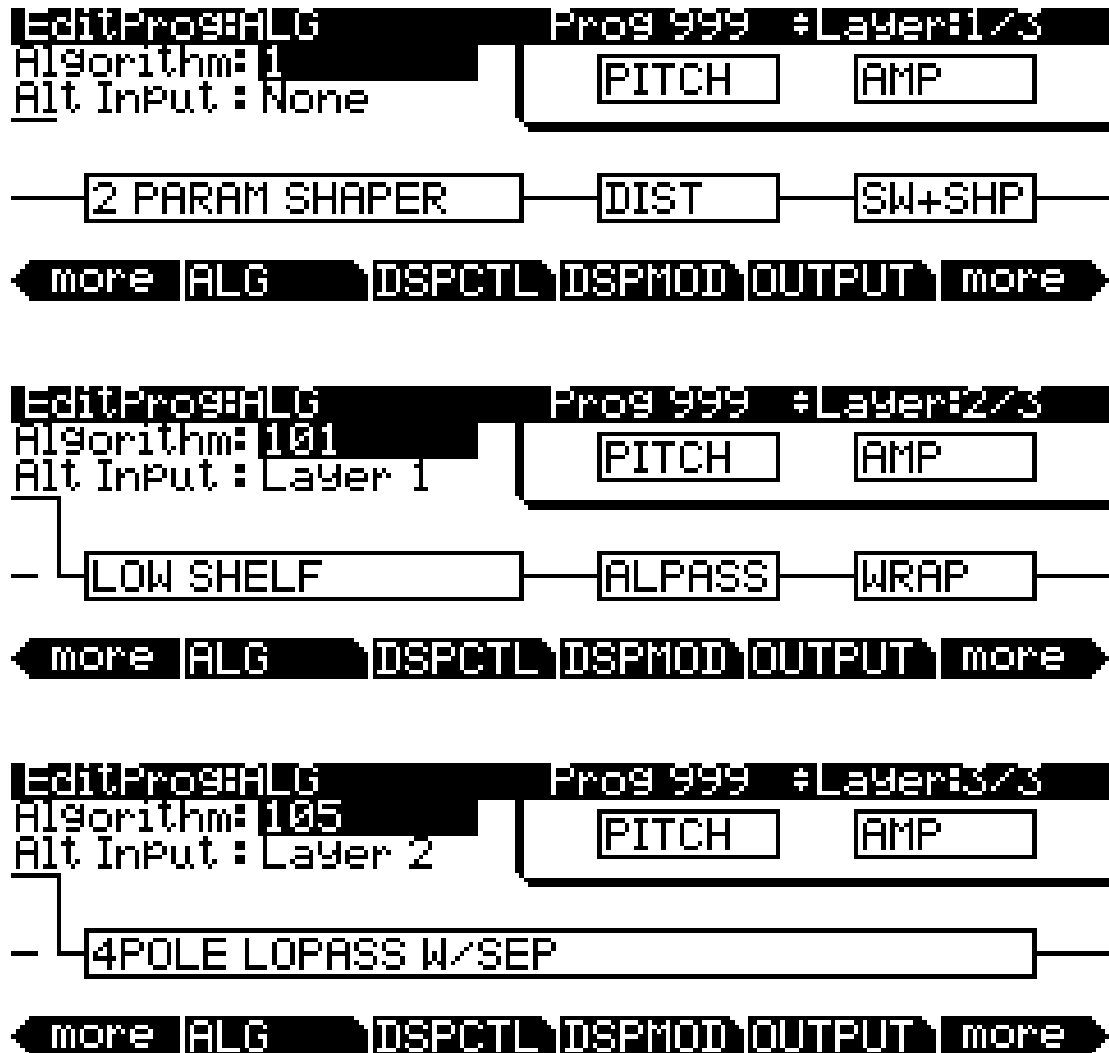 EditProg:ALG Prog 999 Layer:1/3
Algorithm:1 PITCH AMP
Alt Input:None
2 PARAM SHAPER DIST SW+SHP
more ALG DSPCTL DSPMOD OUTPUT more
EditProg:ALG Prog 999 Layer:2/3
Algorithm:101 PITCH AMP
Alt Input:Layer 1
LOW SHELF ALPASS WRAP
more ALG DSPCTL DSPMOD OUTPUT more
EditProg:ALG Prog 999 Layer:3/3
Algorithm:105 PITCH AMP
Alt Input:Layer 2
4POLE LOPASS W/SEP
more ALG DSPCTL DSPMOD OUTPUT more